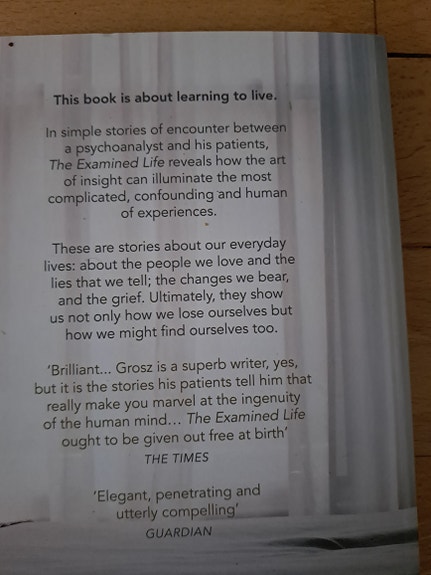 This book is about learning to live.
In simple stories of encounter between
a psychoanalyst and his patients,
The Examined Life reveals how the art
of insight can illuminate the most
complicated, confounding and human
of experiences.
These are stories about our everyday
lives: about the people we love and the
lies that we tell; the changes we bear,
and the grief. Ultimately, they show
us not only how we lose ourselves but
how we might find ourselves too.
'Brilliant... Grosz is a superb writer, yes,
but it is the stories his patients tell him that
really make you marvel at the ingenuity
of the human mind... The Examined Life
ought to be given out free at birth'
THE TIMES
'Elegant, penetrating and
utterly compelling'
GUARDIAN